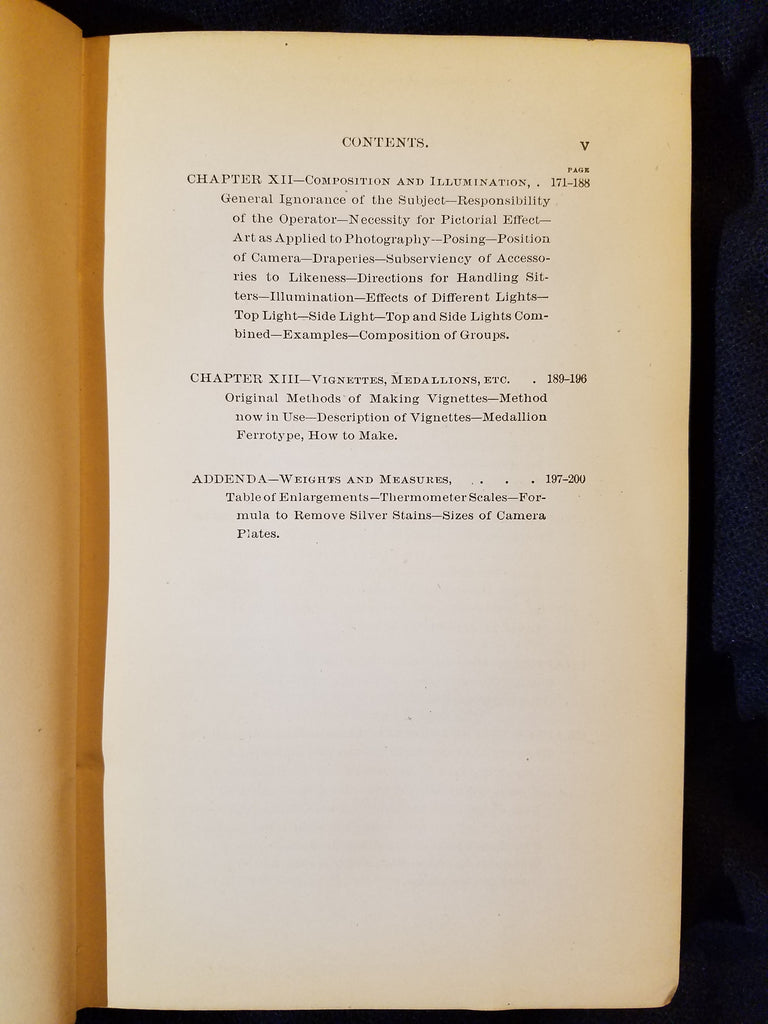 CONTENTS. V
PAGE
CHAPTER XII—COMPOSITION AND ILLUMINATION, . 171–188
General Ignorance of the Subject—Responsibility
of the Operator—Necessity for Pictorial Effect—
Art as Applied to Photography—Posing—Position
of Camera—Draperies—Subserviency of Accesso-
ries to Likeness—Directions for Handling Sit-
ters—Illumination—Effects of Different Lights—
Top Light—Side Light—Top and Side Lights Com-
bined—Examples—Composition of Groups.
CHAPTER XIII—VIGNETTES, MEDALLIONS, ETC. . 189–196
Original Methods of Making Vignettes—Method
now in Use—Description of Vignettes—Medallion
Ferrotype, How to Make.
ADDENDA—WEIGHTS AND MEASURES, . . . . 197–200
Table of Enlargements—Thermometer Scales—For-
mula to Remove Silver Stains—Sizes of Camera
Plates.